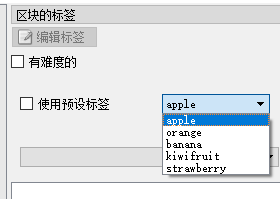 区块的标签
编辑标签
有难度的
使用预设标签 apple
apple
orange
banana
kiwifruit
strawberry